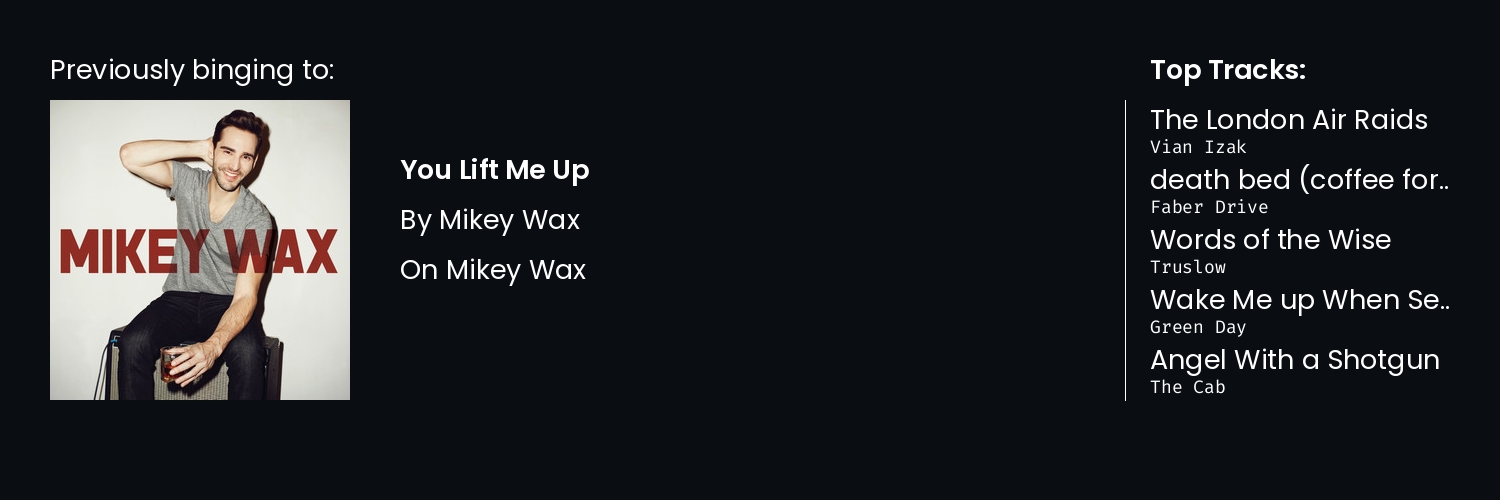 Previously binging to:
MIKEY WAX
You Lift Me Up
By Mikey Wax
On Mikey Wax
Top Tracks:
The London Air Raids
Vian Izak
death bed (coffee for..
Faber Drive
Words of the Wise
Truslow
Wake Me up When Se..
Green Day
Angel With a Shotgun
The Cab